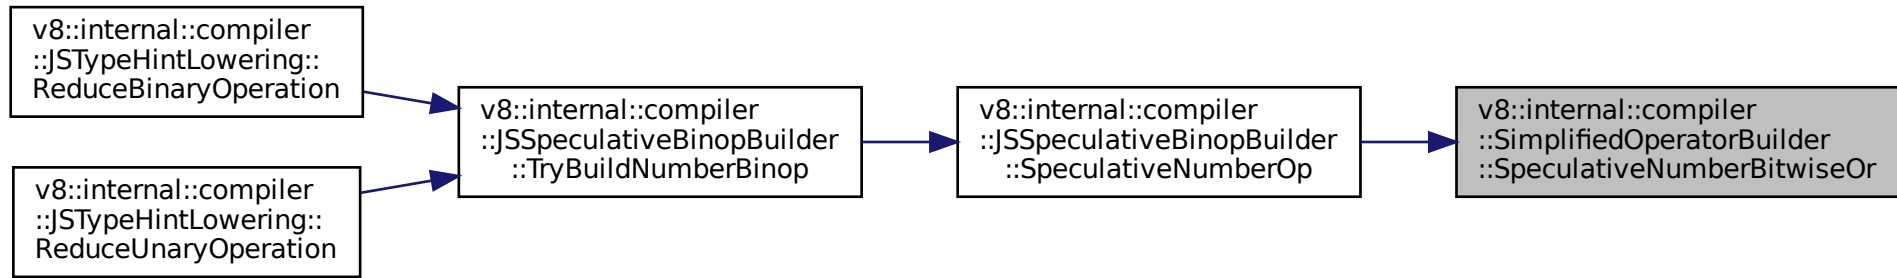 v8::internal::compiler
::JSTypeHintLowering::
ReduceBinaryOperation
v8::internal::compiler
::JSTypeHintLowering::
ReduceUnaryOperation
v8::internal::compiler
::JSSpeculativeBinopBuilder
::TryBuildNumberBinop
v8::internal::compiler
::JSSpeculativeBinopBuilder
::SpeculativeNumberOp
v8::internal::compiler
::SimplifiedOperatorBuilder
::SpeculativeNumberBitwiseOr